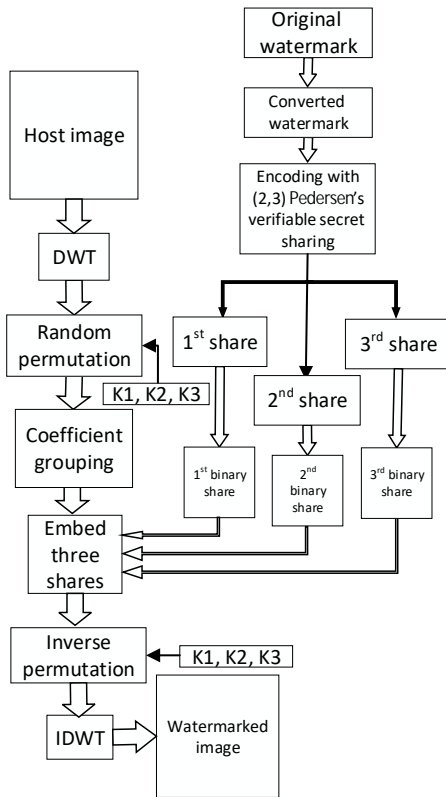 Original
watermark
Converted
watermark
Encoding with
(2,3) Pedersen's
verifiable secret
sharing
Host image
DWT
Random
permutation
K1, K2, K3
1st share
2nd share
3rd share
Coefficient
grouping
1st binary
share
2nd
binary
share
3rd binary
share
Embed
three
shares
Inverse
permutation
K1, K2, K3
IDWT
Watermarked
image